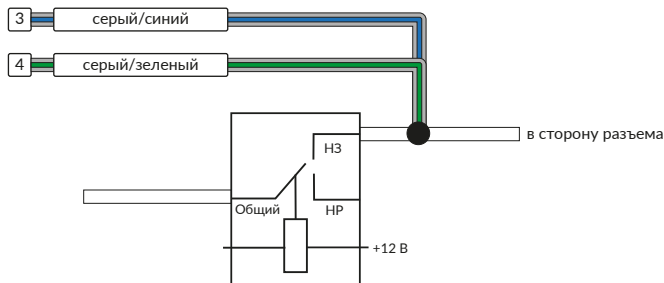 3 серый/синий
4 серый/зеленый
в сторону разъема
НЗ
Общий НР
+12 В